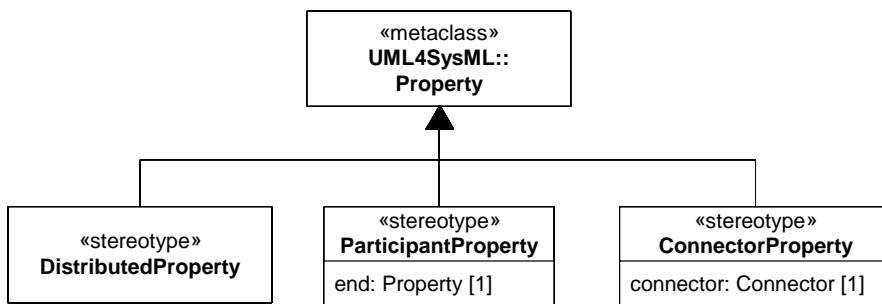 «metaclass»
UML4SysML::
Property
«stereotype»
DistributedProperty
«stereotype»
ParticipantProperty
end: Property [1]
«stereotype»
ConnectorProperty
connector: Connector [1]